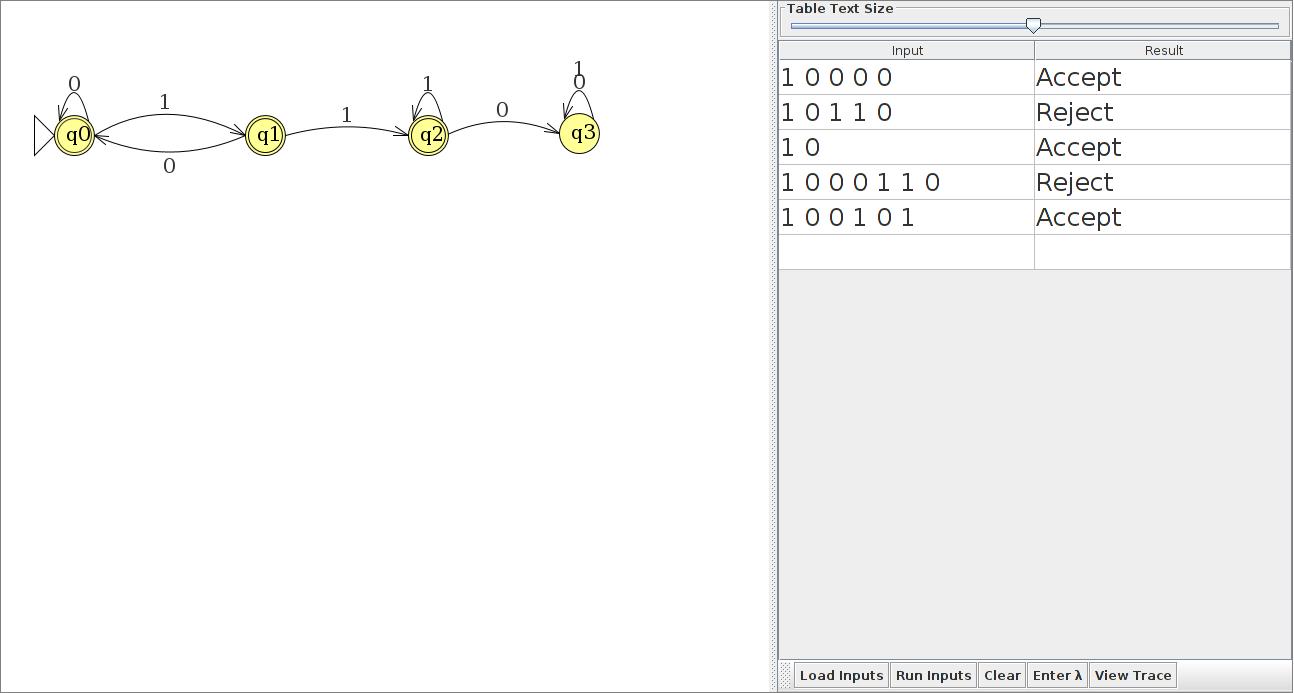 0
1
0
1
1
0
1
0
q0
q1
q2
q3
Table Text Size
Input Result
1 0 0 0 0 Accept
1 0 1 1 0 Reject
1 0 Accept
1 0 0 0 1 1 0 Reject
1 0 0 1 0 1 Accept
Load Inputs Run Inputs Clear Enter λ View Trace